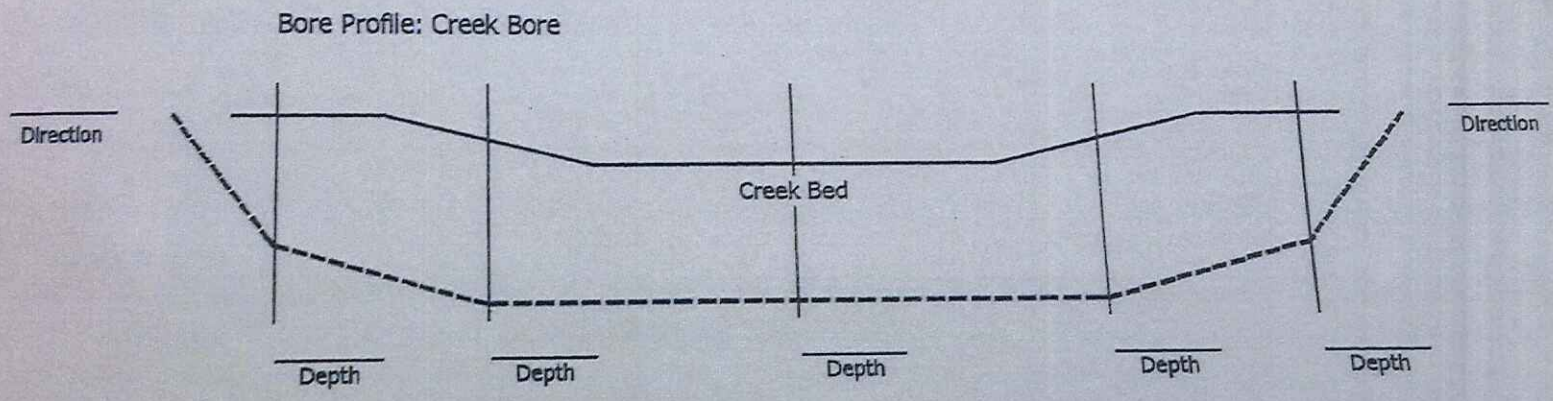 Bore Profile: Creek Bore
Direction
Direction
Creek Bed
Depth
Depth
Depth
Depth
Depth